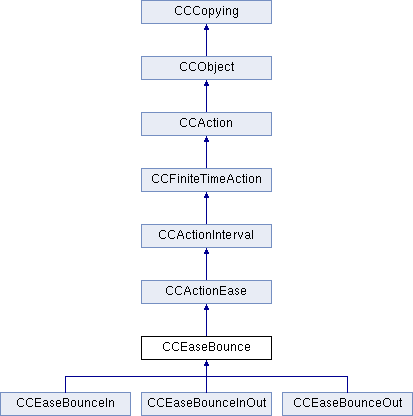 CCCopying
CCObject
CCAction
CCFiniteTimeAction
CCActionInterval
CCActionEase
CCEaseBounce
CCEaseBounceIn
CCEaseBounceInOut
CCEaseBounceOut